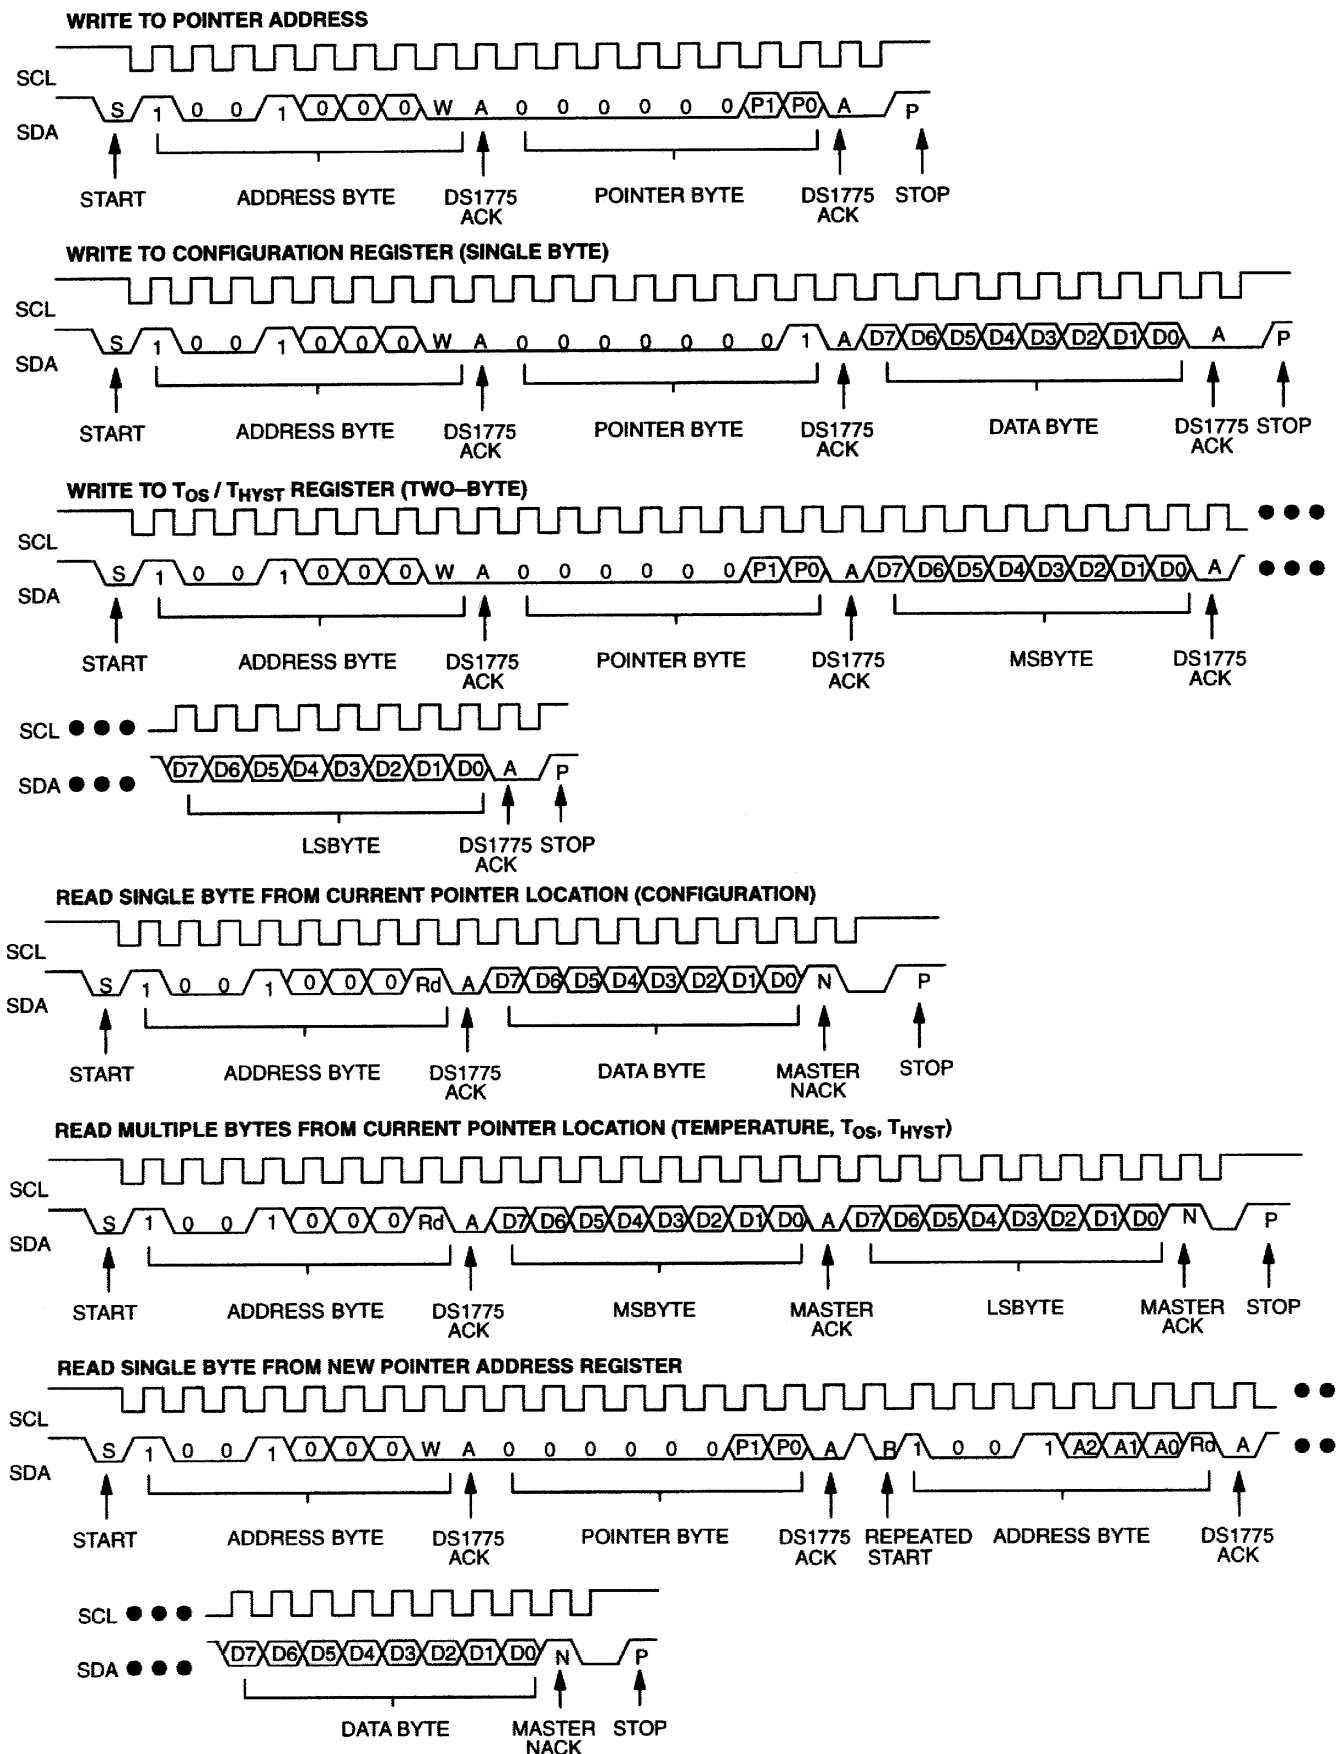 WRITE TO POINTER ADDRESS
SCL
SDA S 1 0 0 1 0 0 0 W A 0 0 0 0 0 0 P1 P0 A P
START ADDRESS BYTE DS1775 ACK POINTER BYTE DS1775 ACK STOP
WRITE TO CONFIGURATION REGISTER (SINGLE BYTE)
SCL
SDA S 1 0 0 1 0 0 0 W A 0 0 0 0 0 0 0 1 A D7 D6 D5 D4 D3 D2 D1 D0 A P
START ADDRESS BYTE DS1775 ACK POINTER BYTE DS1775 ACK DATA BYTE DS1775 ACK STOP
WRITE TO TOS / THYST REGISTER (TWO–BYTE)
SCL
SDA S 1 0 0 1 0 0 0 W A 0 0 0 0 0 0 P1 P0 A D7 D6 D5 D4 D3 D2 D1 D0 A
START ADDRESS BYTE DS1775 ACK POINTER BYTE DS1775 ACK MSBYTE DS1775 ACK
SCL
SDA D7 D6 D5 D4 D3 D2 D1 D0 A P
LSBYTE DS1775 ACK STOP
READ SINGLE BYTE FROM CURRENT POINTER LOCATION (CONFIGURATION)
SCL
SDA S 1 0 0 1 0 0 0 Rd A D7 D6 D5 D4 D3 D2 D1 D0 N P
START ADDRESS BYTE DS1775 ACK DATA BYTE MASTER NACK STOP
READ MULTIPLE BYTES FROM CURRENT POINTER LOCATION (TEMPERATURE, TOS, THYST)
SCL
SDA S 1 0 0 1 0 0 0 Rd A D7 D6 D5 D4 D3 D2 D1 D0 A D7 D6 D5 D4 D3 D2 D1 D0 N P
START ADDRESS BYTE DS1775 ACK MSBYTE MASTER ACK LSBYTE MASTER ACK STOP
READ SINGLE BYTE FROM NEW POINTER ADDRESS REGISTER
SCL
SDA S 1 0 0 1 0 0 0 W A 0 0 0 0 0 0 P1 P0 A R 1 0 0 1 A2 A1 A0 Rd A
START ADDRESS BYTE DS1775 ACK POINTER BYTE DS1775 ACK REPEATED START ADDRESS BYTE DS1775 ACK
SCL
SDA D7 D6 D5 D4 D3 D2 D1 D0 N P
DATA BYTE MASTER NACK STOP